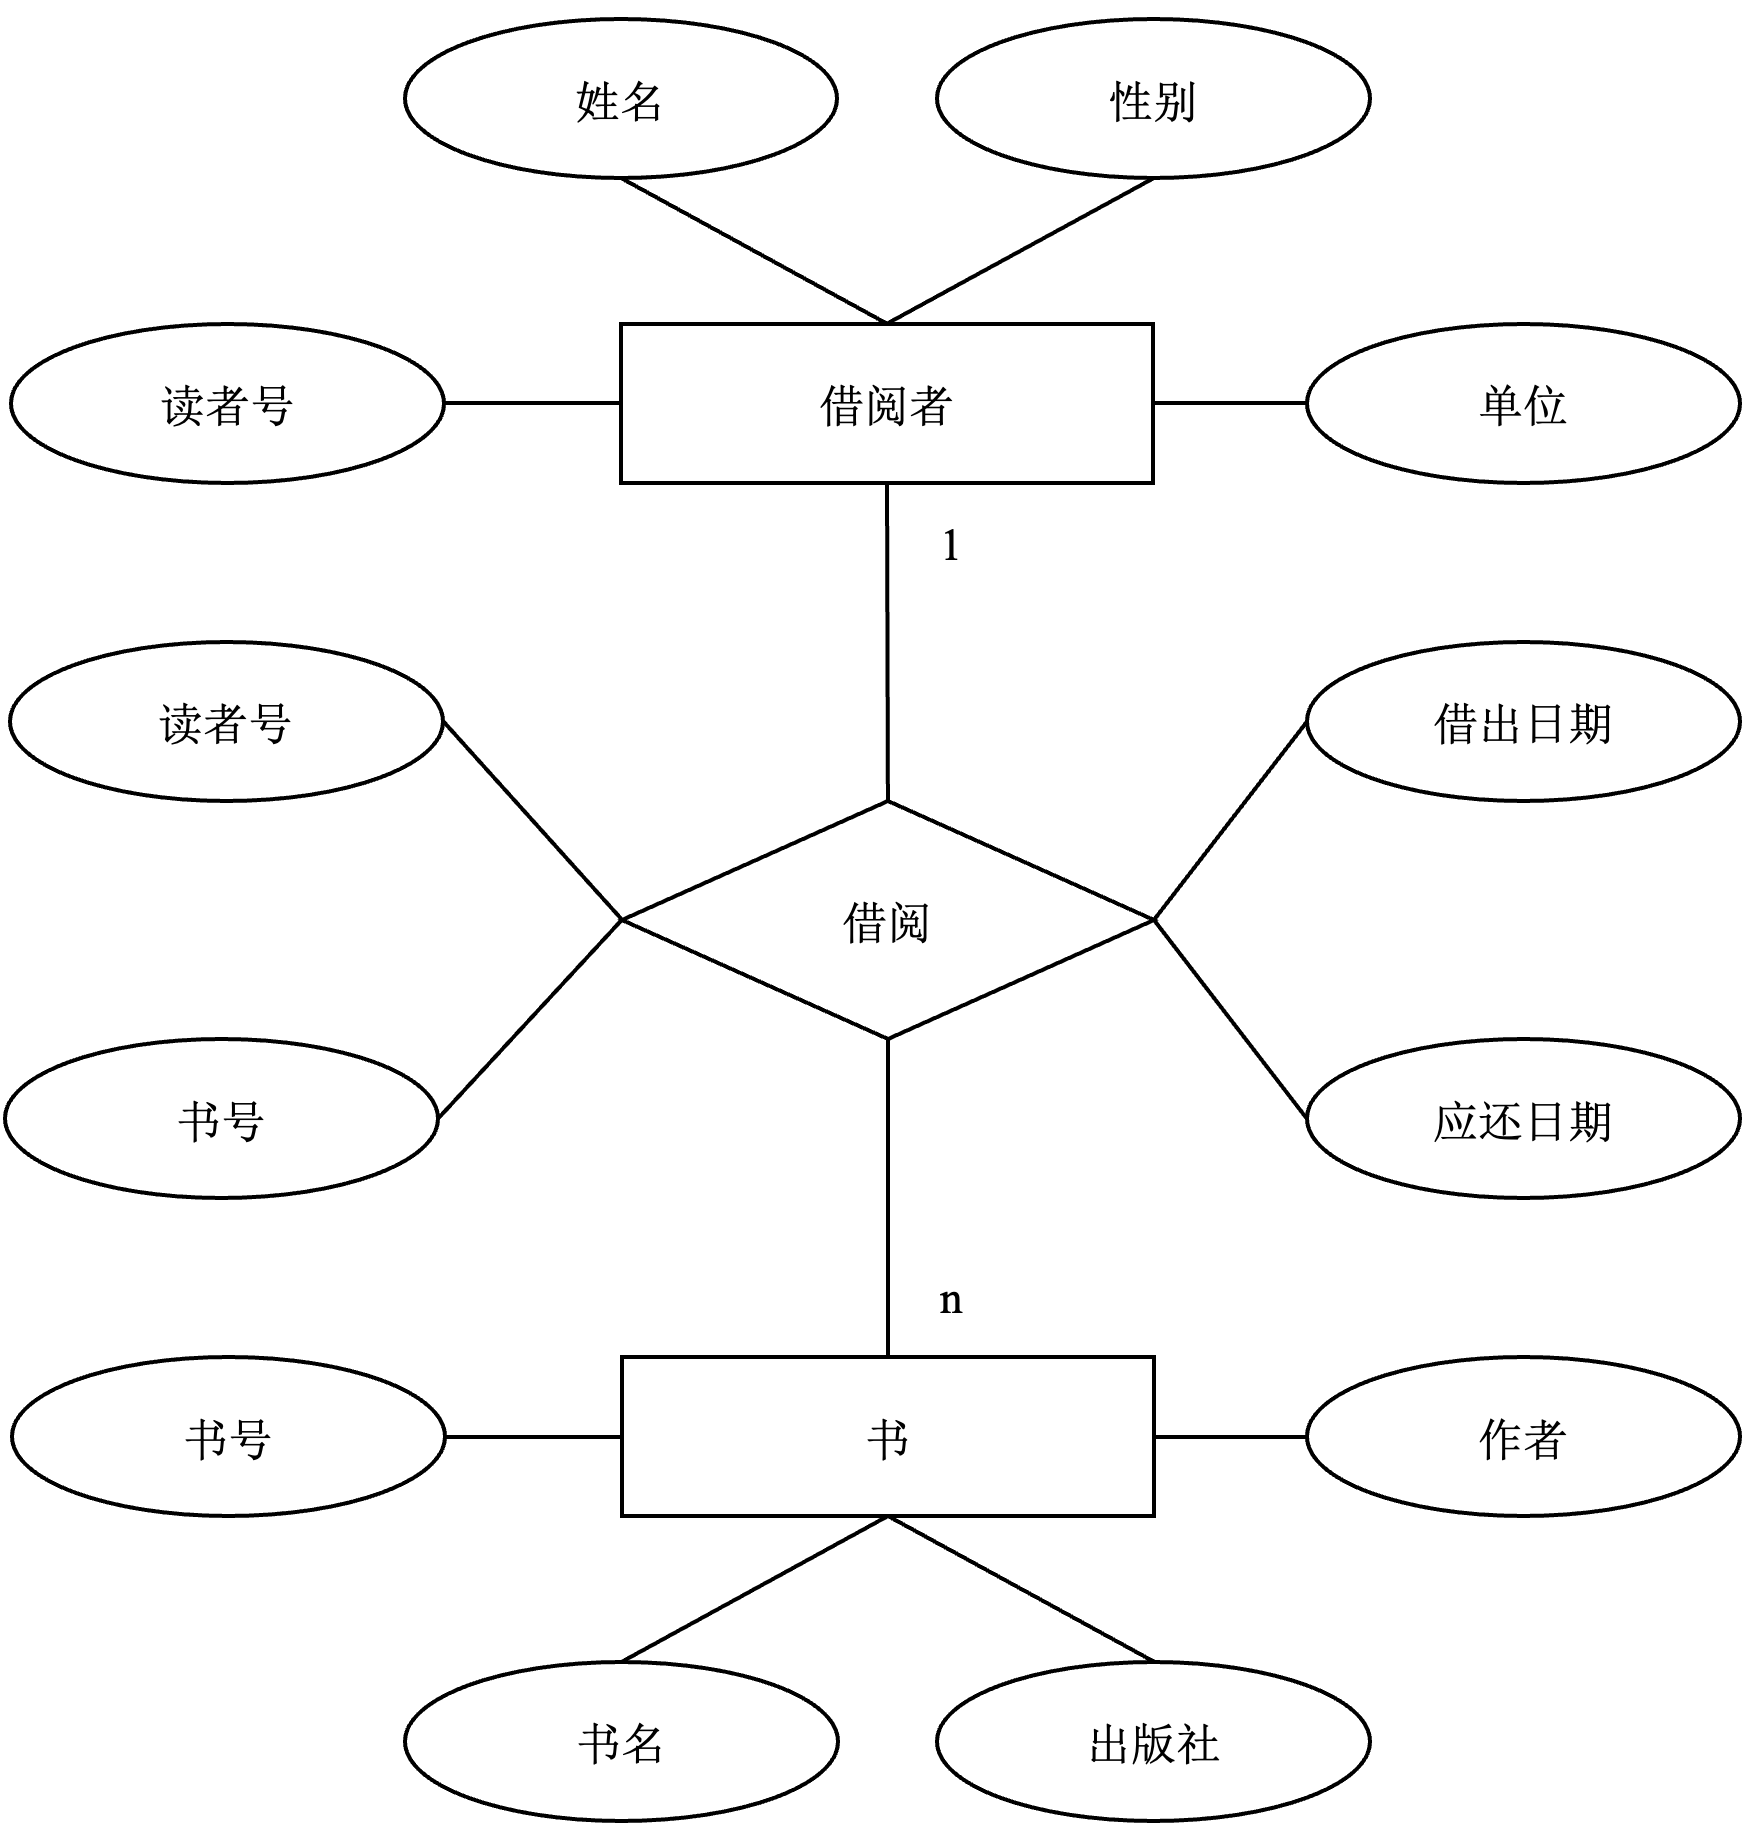 姓名
性别
读者号
借阅者
单位
1
读者号
借出日期
借阅
书号
应还日期
n
书号
书
作者
书名
出版社